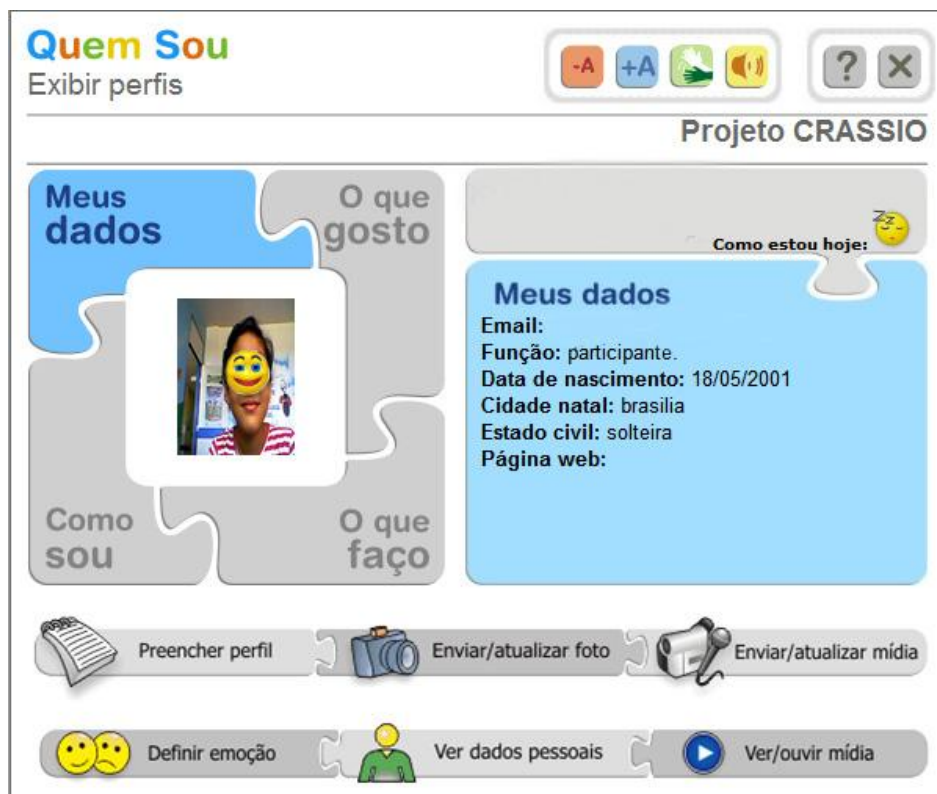 Quem Sou
Exibir perfis
-A +A ? X
Projeto CRASSIO
Meus
dados
O que
gosto
Como
sou
O que
faço
zz
Como estou hoje:
Meus dados
Email:
Função: participante.
Data de nascimento: 18/05/2001
Cidade natal: brasilia
Estado civil: solteira
Página web:
Preencher perfil
Enviar/atualizar foto
Enviar/atualizar mídia
Definir emoção
Ver dados pessoais
Ver/ouvir mídia